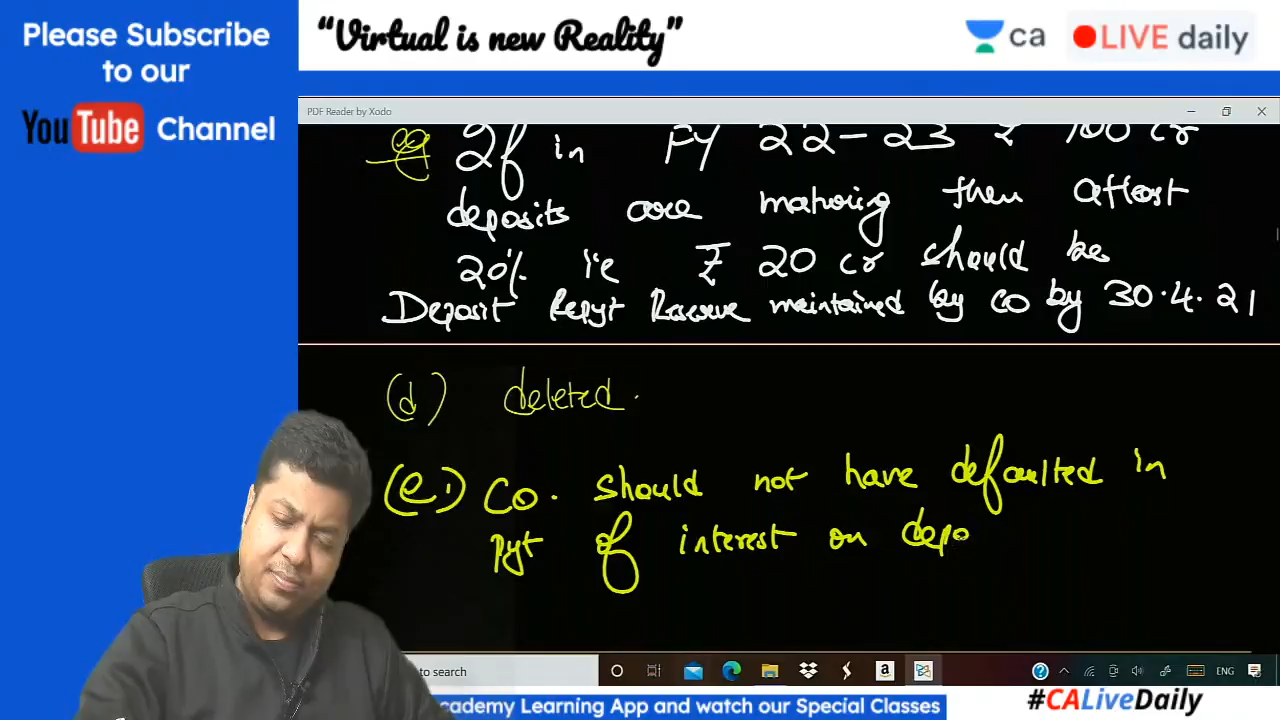 Please Subscribe
to our
YouTube Channel
“Virtual is new Reality”
ca
LIVE daily
PDF Reader by Xodo
eg If in FY 22-23 ₹ 100 cr
deposits are maturing then atleast
20% ie ₹ 20 cr should be
Deposit Repyt Reserve maintained by co by 30.4.21
(d) deleted.
(e.) Co. should not have defaulted in
pyt of interest on depo
to search
ENG
cademy Learning App and watch our Special Classes
#CALiveDaily